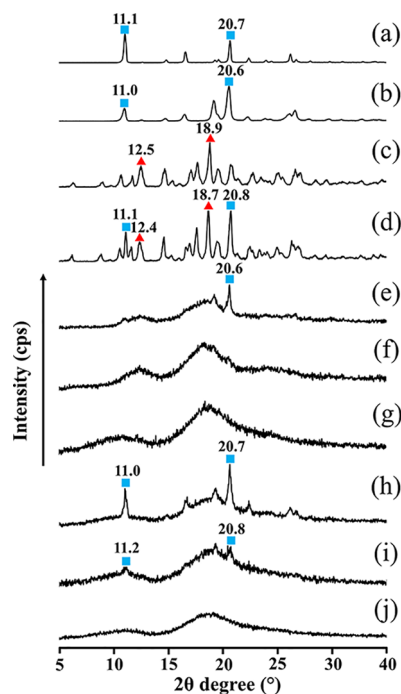 11.1
20.7
(a)
11.0
20.6
(b)
18.9
12.5
(c)
18.7 20.8
11.1
12.4
(d)
20.6
(e)
(f)
(g)
20.7
11.0
(h)
20.8
11.2
(i)
(j)
Intensity (cps)
5 10 15 20 25 30 35 40
2θ degree (°)